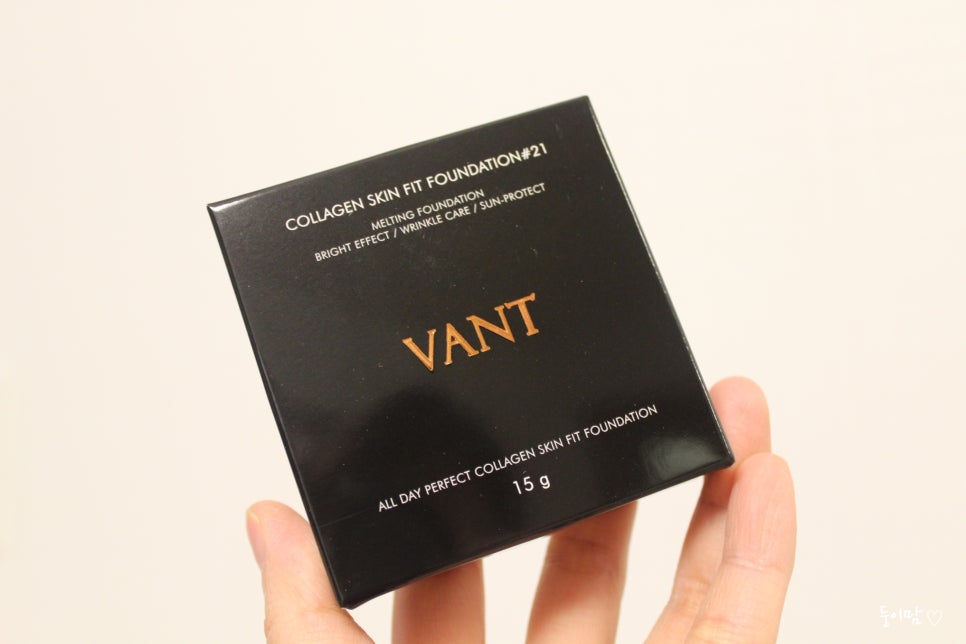 COLLAGEN SKIN FIT FOUNDATION#21
MELTING FOUNDATION
BRIGHT EFFECT / WRINKLE CARE / SUN-PROTECT
VANT
ALL DAY PERFECT COLLAGEN SKIN FIT FOUNDATION
15 g
둥이맘♡